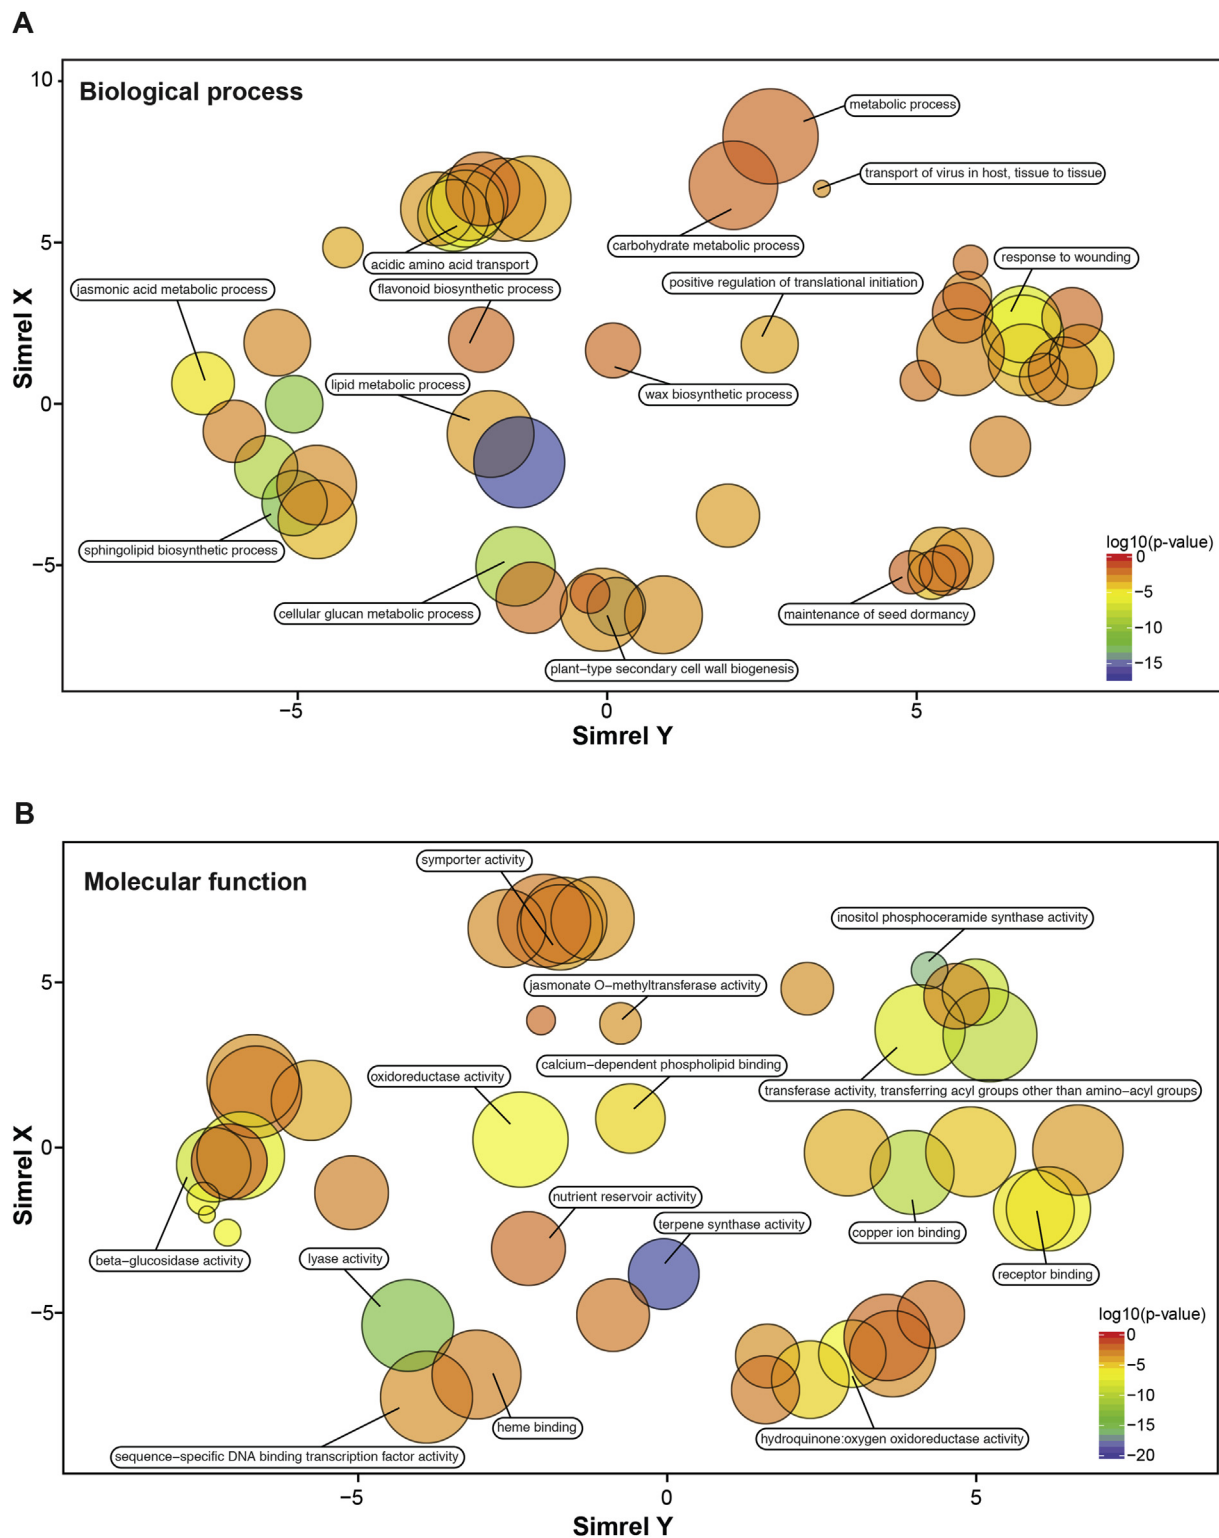 A
Biological process
metabolic process
transport of virus in host, tissue to tissue
carbohydrate metabolic process
acidic amino acid transport
response to wounding
jasmonic acid metabolic process
flavonoid biosynthetic process
positive regulation of translational initiation
lipid metabolic process
wax biosynthetic process
sphingolipid biosynthetic process
cellular glucan metabolic process
maintenance of seed dormancy
plant–type secondary cell wall biogenesis
log10(p-value)
0
−5
−10
−15
10
5
0
−5
Simrel X
−5
0
5
Simrel Y
B
Molecular function
symporter activity
inositol phosphoceramide synthase activity
jasmonate O–methyltransferase activity
calcium–dependent phospholipid binding
oxidoreductase activity
transferase activity, transferring acyl groups other than amino–acyl groups
nutrient reservoir activity
terpene synthase activity
copper ion binding
beta–glucosidase activity
lyase activity
receptor binding
heme binding
hydroquinone:oxygen oxidoreductase activity
sequence–specific DNA binding transcription factor activity
log10(p-value)
0
−5
−10
−15
−20
5
0
−5
Simrel X
−5
0
5
Simrel Y